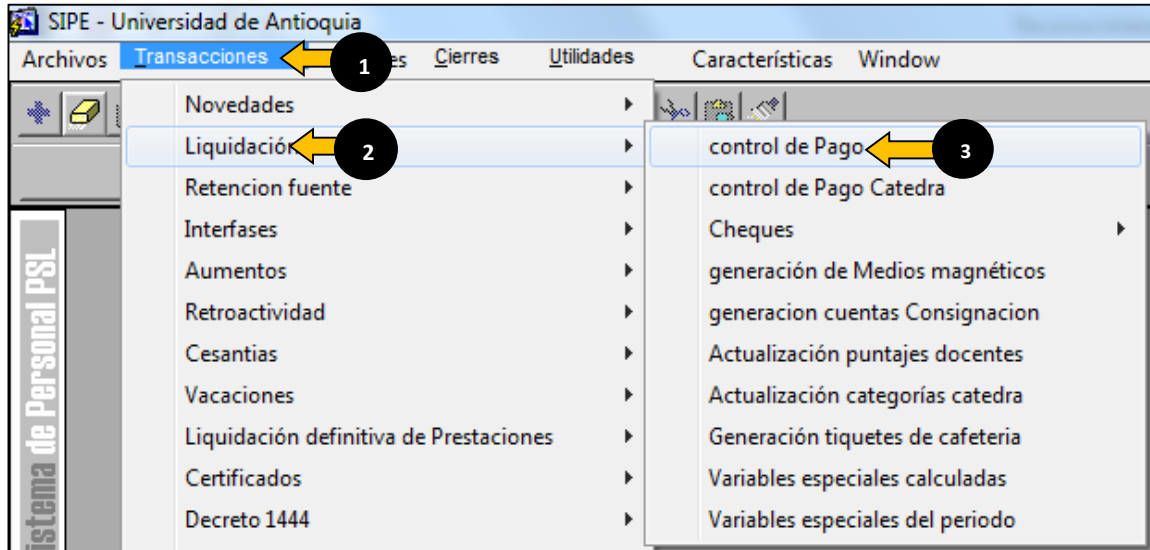 SIPE - Universidad de Antioquia
Archivos Transacciones 1 es Cierres Utilidades Características Window
Novedades
Liquidación 2
Retencion fuente
Interfases
Aumentos
Retroactividad
Cesantias
Vacaciones
Liquidación definitiva de Prestaciones
Certificados
Decreto 1444
control de Pago 3
control de Pago Catedra
Cheques
generación de Medios magnéticos
generacion cuentas Consignacion
Actualización puntajes docentes
Actualización categorías catedra
Generación tiquetes de cafeteria
Variables especiales calculadas
Variables especiales del periodo
istema de Personal PSL